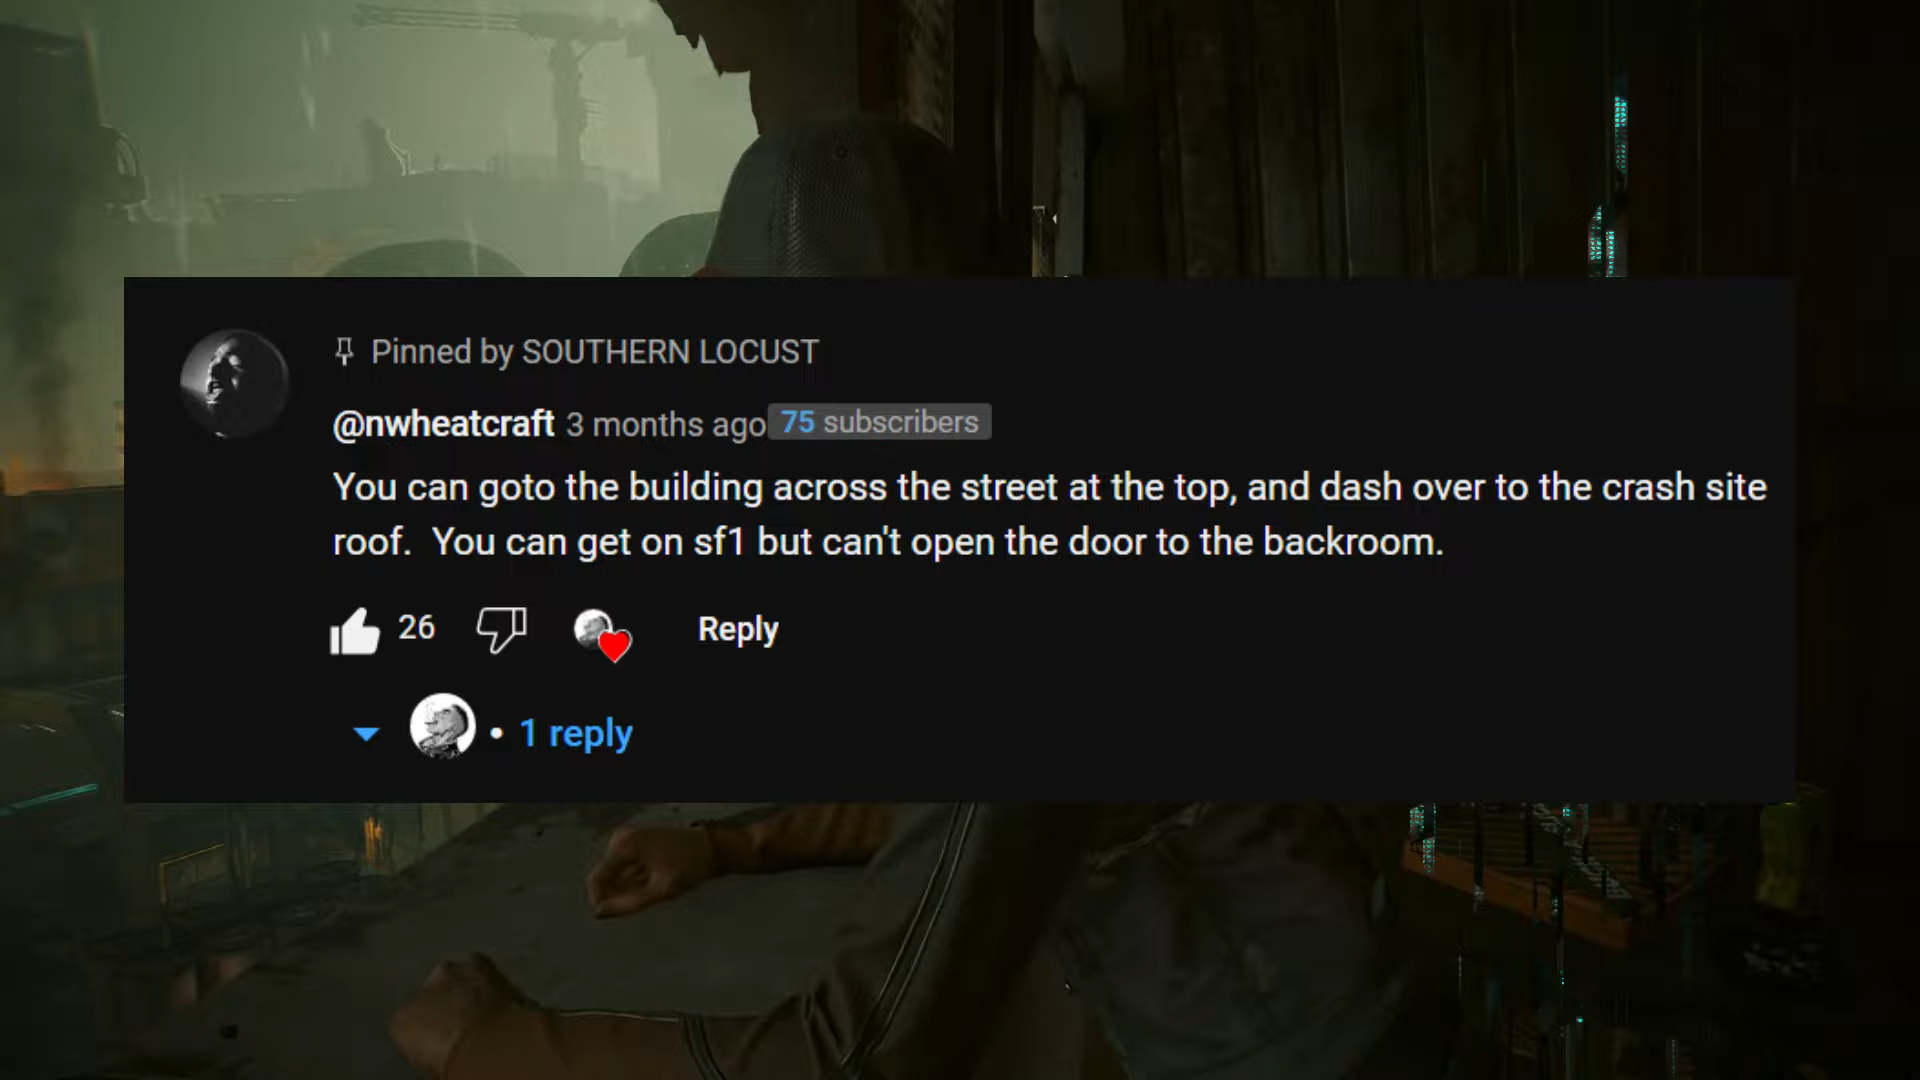 Pinned by SOUTHERN LOCUST
@nwheatcraft 3 months ago 75 subscribers
You can goto the building across the street at the top, and dash over to the crash site
roof.  You can get on sf1 but can't open the door to the backroom.
26 Reply
• 1 reply